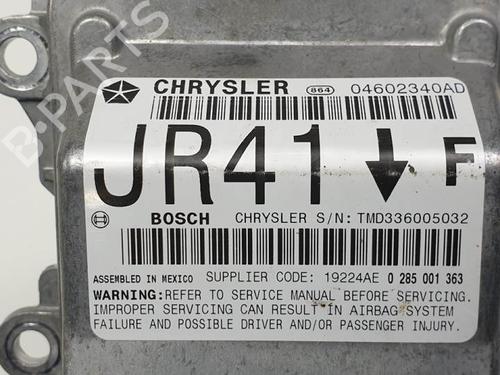 CHRYSLER 864 04602340AD
JR41 F
BOSCH CHRYSLER S/N: TMD336005032
ASSEMBLED IN MEXICO SUPPLIER CODE: 19224AE 0 285 001 363
WARNING:REFER TO SERVICE MANUAL BEFORE SERVICING.
IMPROPER SERVICING CAN RESULT IN AIRBAG SYSTEM
FAILURE AND POSSIBLE DRIVER AND/OR PASSENGER INJURY.
B-PARTS